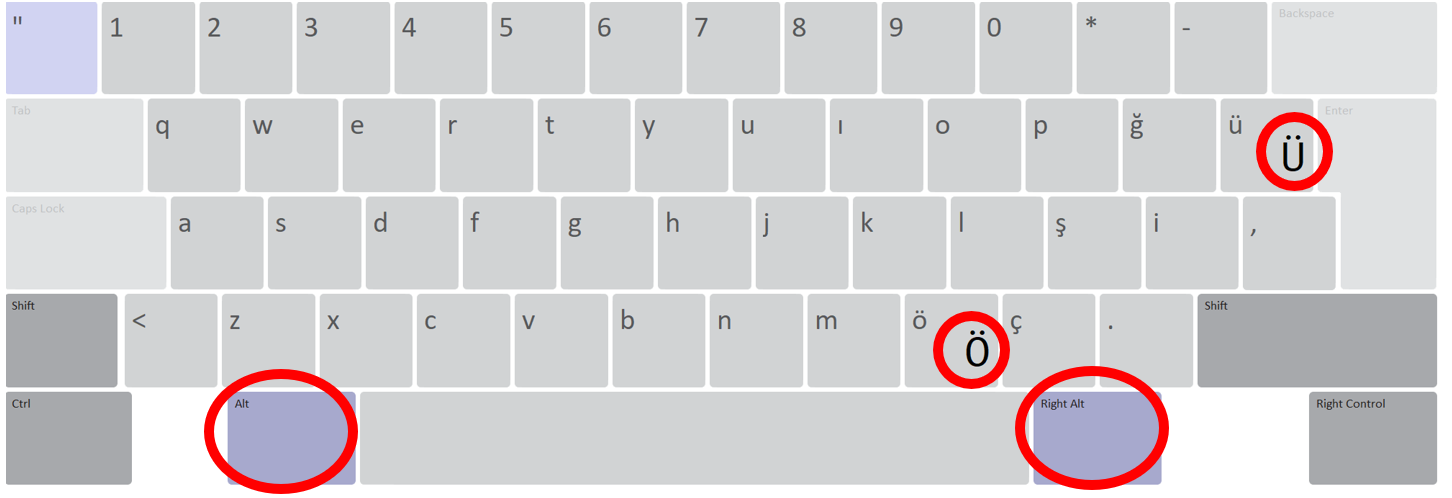 " 1 2 3 4 5 6 7 8 9 0 * - Backspace
Tab q w e r t y u ı o p ğ ü Ü Enter
Caps Lock a s d f g h j k l ş i ,
Shift < z x c v b n m ö Ö ç . Shift
Ctrl Alt Right Alt Right Control